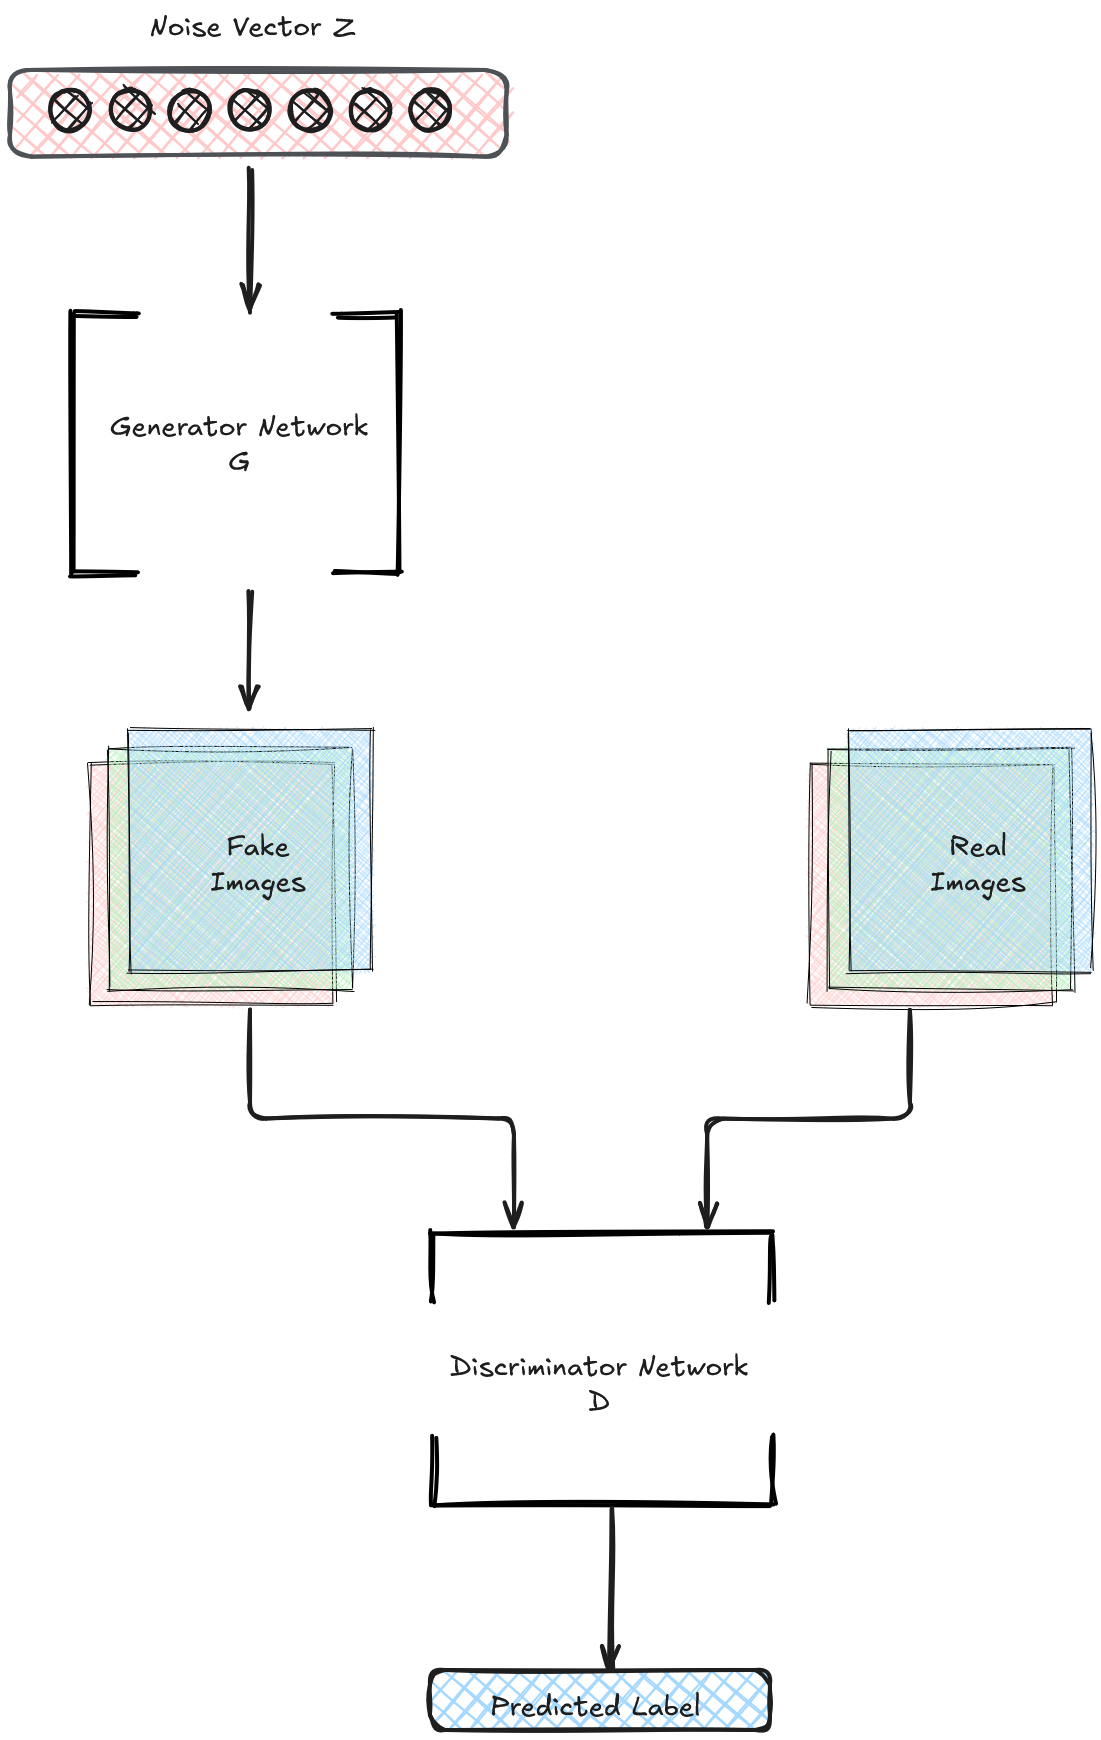 Noise Vector Z
Generator Network
G
Fake
Images
Real
Images
Discriminator Network
D
Predicted Label